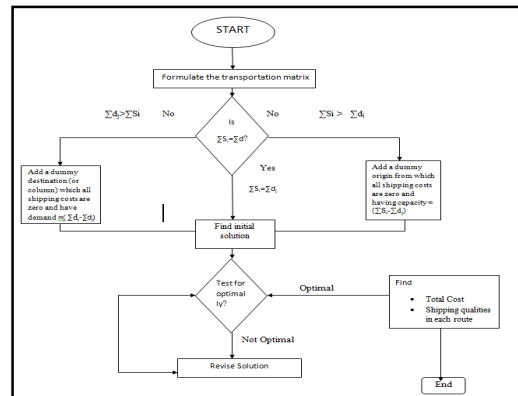 START
Formulate the transportation matrix
∑dj>∑Si No
No ∑Si > ∑di
Is
∑Si=∑d?
Yes
∑Si=∑dj
Add a dummy
destination (or
column) which all
shipping costs are
zero and have
demand =( ∑di-∑di)
Add a dummy
origin from which
all shipping costs
are zero and
having capacity=
(∑Si-∑dj)
Find initial
solution
Test for
optimal
ly?
Optimal
Find
• Total Cost
• Shipping qualities
in each route
Not Optimal
Revise Solution
End